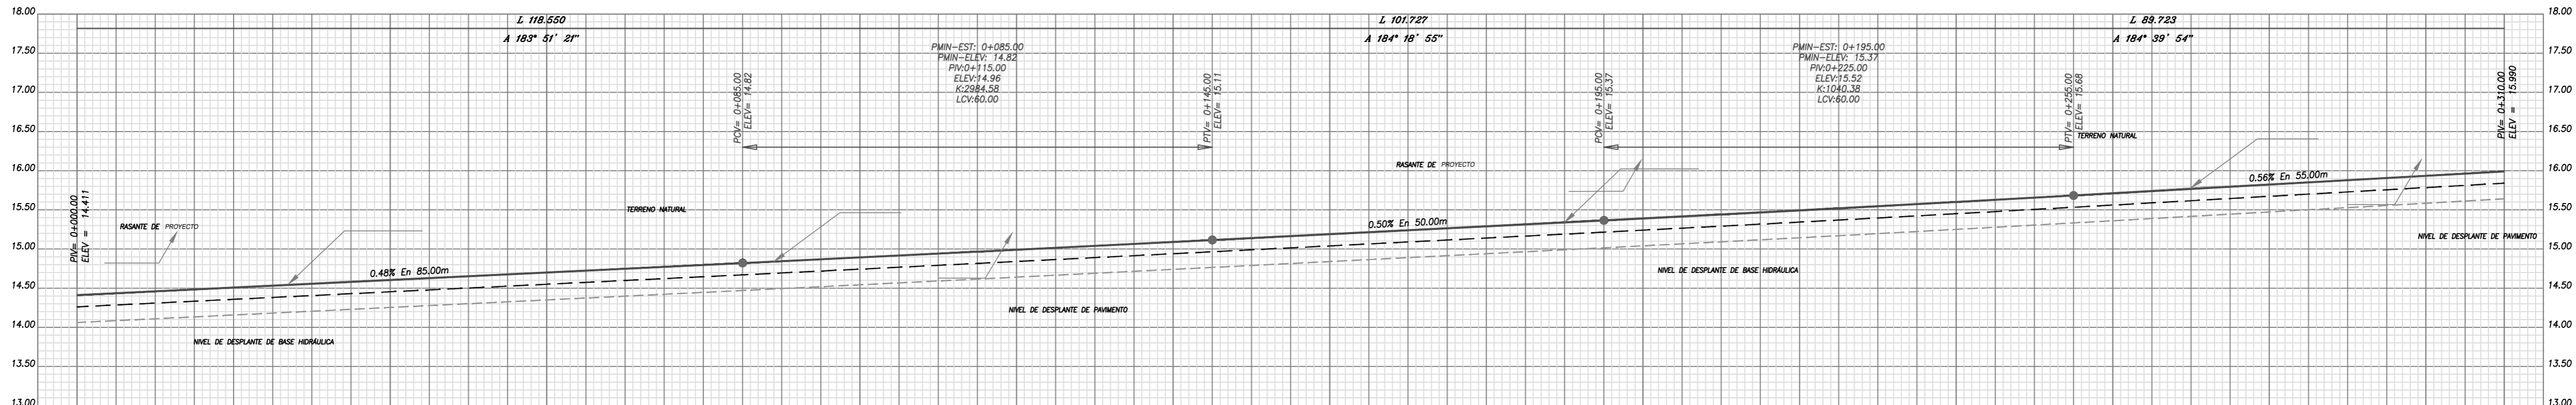 18.00
17.50
17.00
16.50
16.00
15.50
15.00
14.50
14.00
13.50
13.00
L 118.550
A 183° 51' 21"
L 101.727
A 184° 18' 55"
L 89.723
A 184° 39' 54"
PIV= 0+000.00
ELEV = 14.411
RASANTE DE PROYECTO
0.48% En 85.00m
NIVEL DE DESPLANTE DE BASE HIDRÁULICA
TERRENO NATURAL
PCV= 0+085.00
ELEV= 14.82
PMIN-EST: 0+085.00
PMIN-ELEV: 14.82
PIV:0+115.00
ELEV:14.96
K:2984.58
LCV:60.00
PTV= 0+145.00
ELEV= 15.11
NIVEL DE DESPLANTE DE PAVIMENTO
RASANTE DE PROYECTO
0.50% En 50.00m
PCV= 0+195.00
ELEV= 15.37
NIVEL DE DESPLANTE DE BASE HIDRÁULICA
PMIN-EST: 0+195.00
PMIN-ELEV: 15.37
PIV:0+225.00
ELEV:15.52
K:1040.38
LCV:60.00
PTV= 0+255.00
ELEV= 15.68
TERRENO NATURAL
0.56% En 55.00m
NIVEL DE DESPLANTE DE PAVIMENTO
PIV= 0+310.00
ELEV = 15.990
18.00
17.50
17.00
16.50
16.00
15.50
15.00
14.50
14.00
13.50
13.00